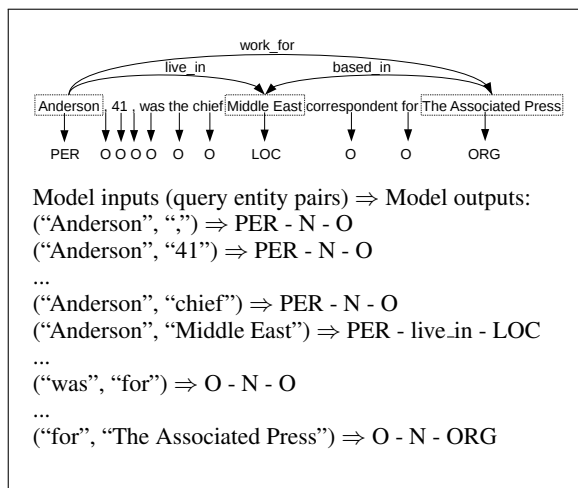 work_for
live_in based_in
Anderson , 41 , was the chief Middle East correspondent for The Associated Press
PER O O O O O O LOC O O ORG
Model inputs (query entity pairs) ⇒ Model outputs:
(“Anderson”, “,”) ⇒ PER - N - O
(“Anderson”, “41”) ⇒ PER - N - O
...
(“Anderson”, “chief”) ⇒ PER - N - O
(“Anderson”, “Middle East”) ⇒ PER - live_in - LOC
...
(“was”, “for”) ⇒ O - N - O
...
(“for”, “The Associated Press”) ⇒ O - N - ORG